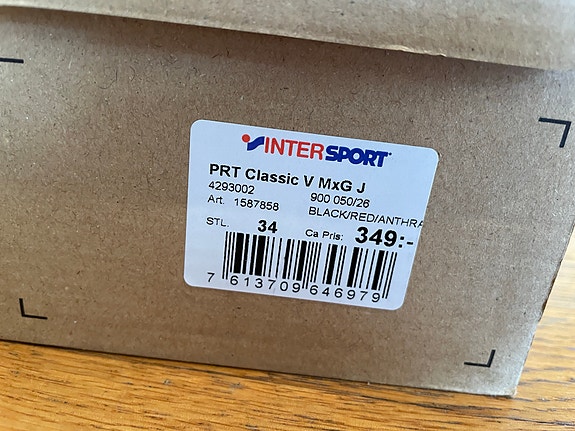 INTERSPORT
PRT Classic V MxG J
4293002 900 050/26
Art. 1587858 BLACK/RED/ANTHRA
STL. 34 Ca Pris: 349:-
7 613709 646979